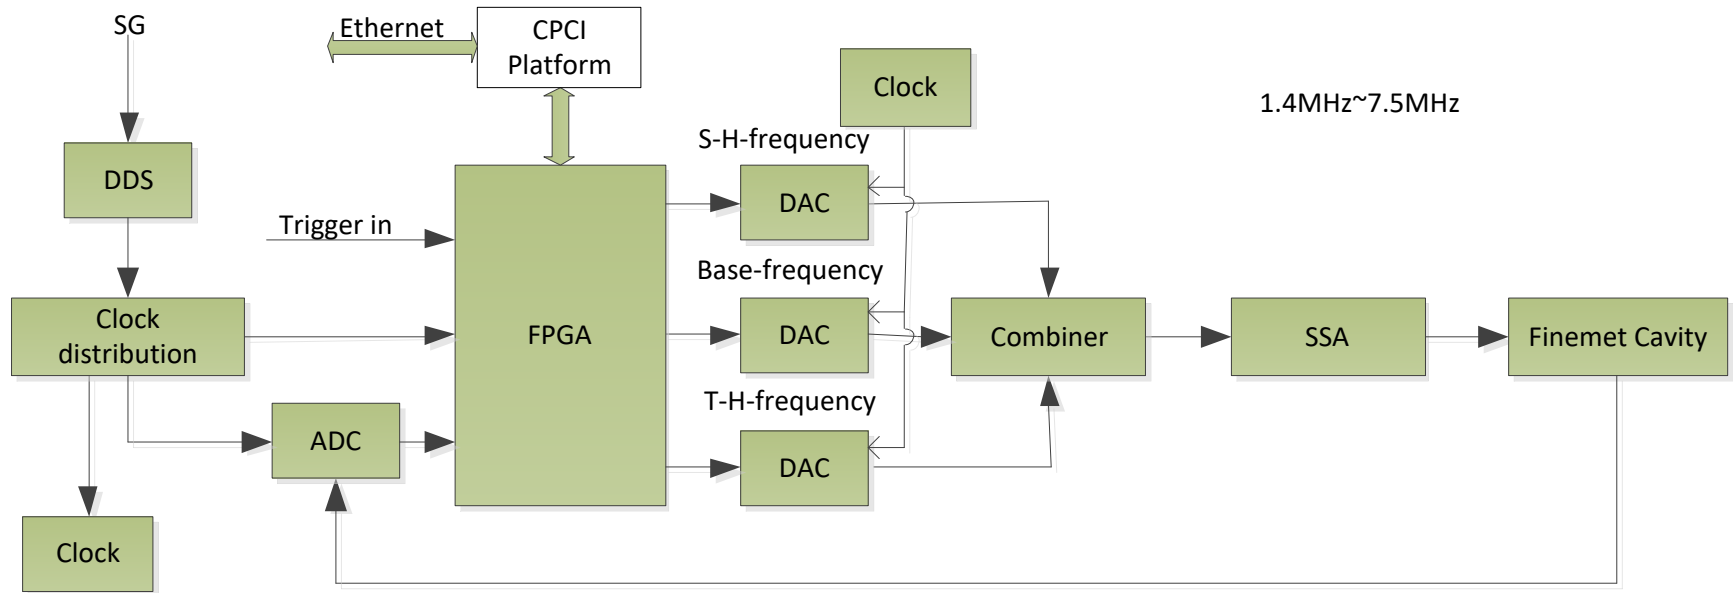 SG
Ethernet
CPCI
Platform
Clock
1.4MHz~7.5MHz
S-H-frequency
DDS
DAC
Trigger in
Base-frequency
Clock
distribution
FPGA
DAC
Combiner
SSA
Finemet Cavity
T-H-frequency
ADC
DAC
Clock